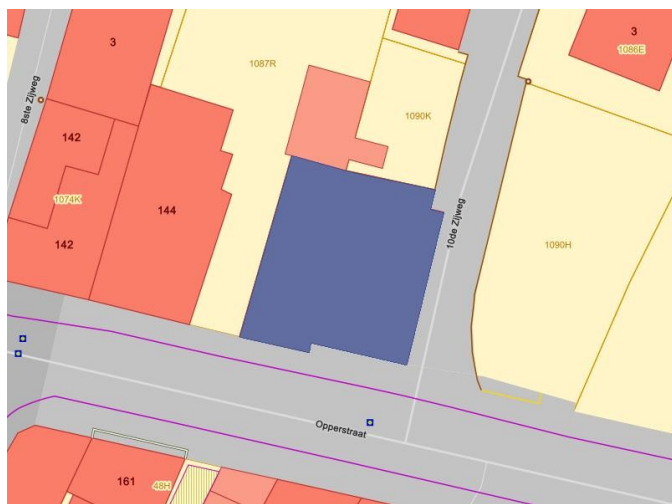 3
3
1086E
1087R
8ste Zijweg
1090K
142
1074K
144
10de Zijweg
142
1090H
Opperstraat
161
48H